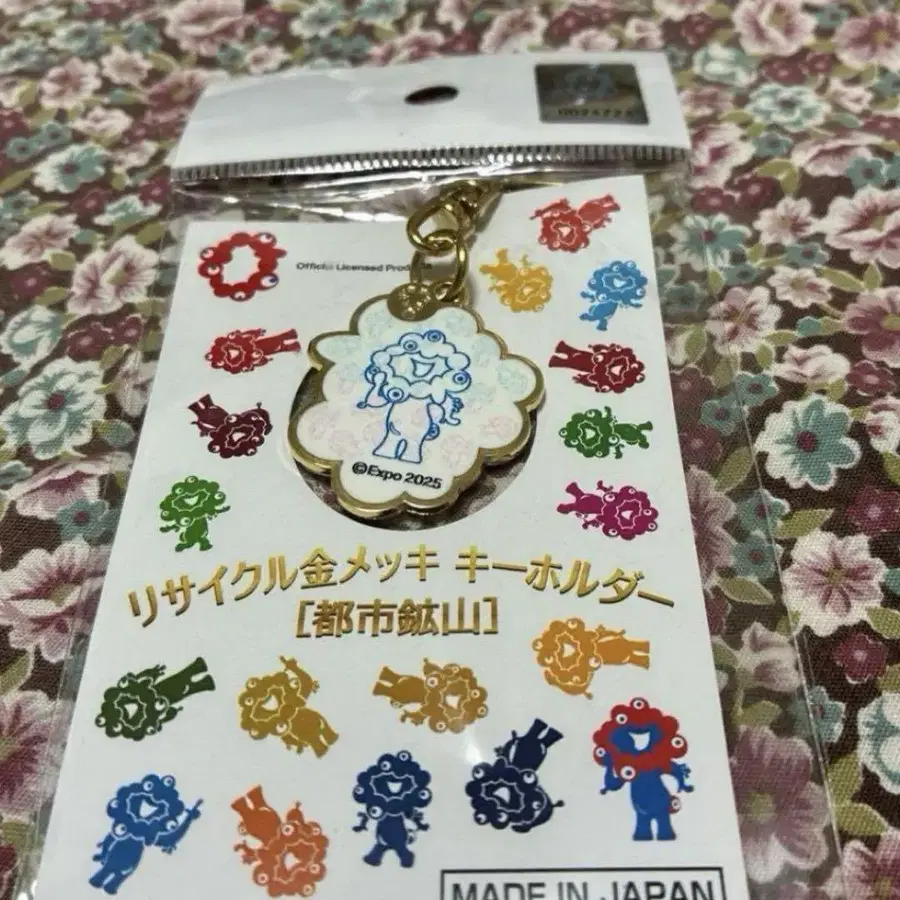 Official Licensed Product
©Expo 2025
リサイクル金メッキ キーホルダー
[都市鉱山]
MADE IN JAPAN